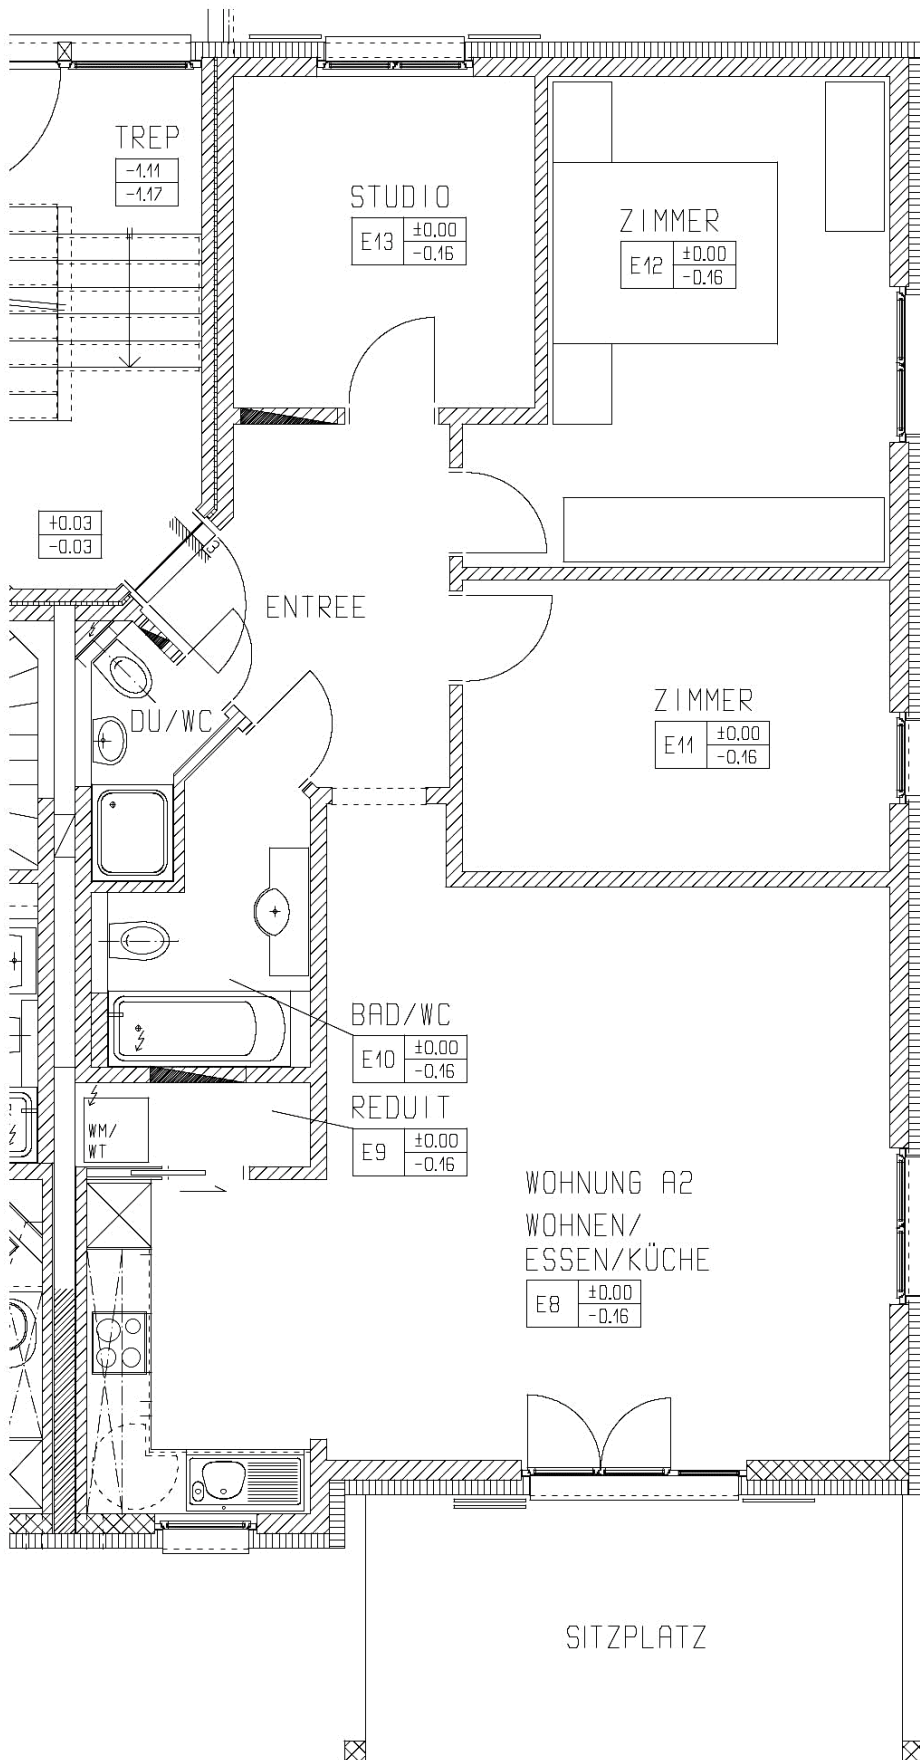 TREP
-1.11
-1.17
STUDIO
E13
±0.00
-0.16
ZIMMER
E12
±0.00
-0.16
+0.03
-0.03
3
ENTREE
DU/WC
ZIMMER
E11
±0.00
-0.16
BAD/WC
E10
±0.00
-0.16
REDUIT
E9
±0.00
-0.16
WM/
WT
WOHNUNG A2
WOHNEN/
ESSEN/KÜCHE
E8
±0.00
-0.16
SITZPLATZ